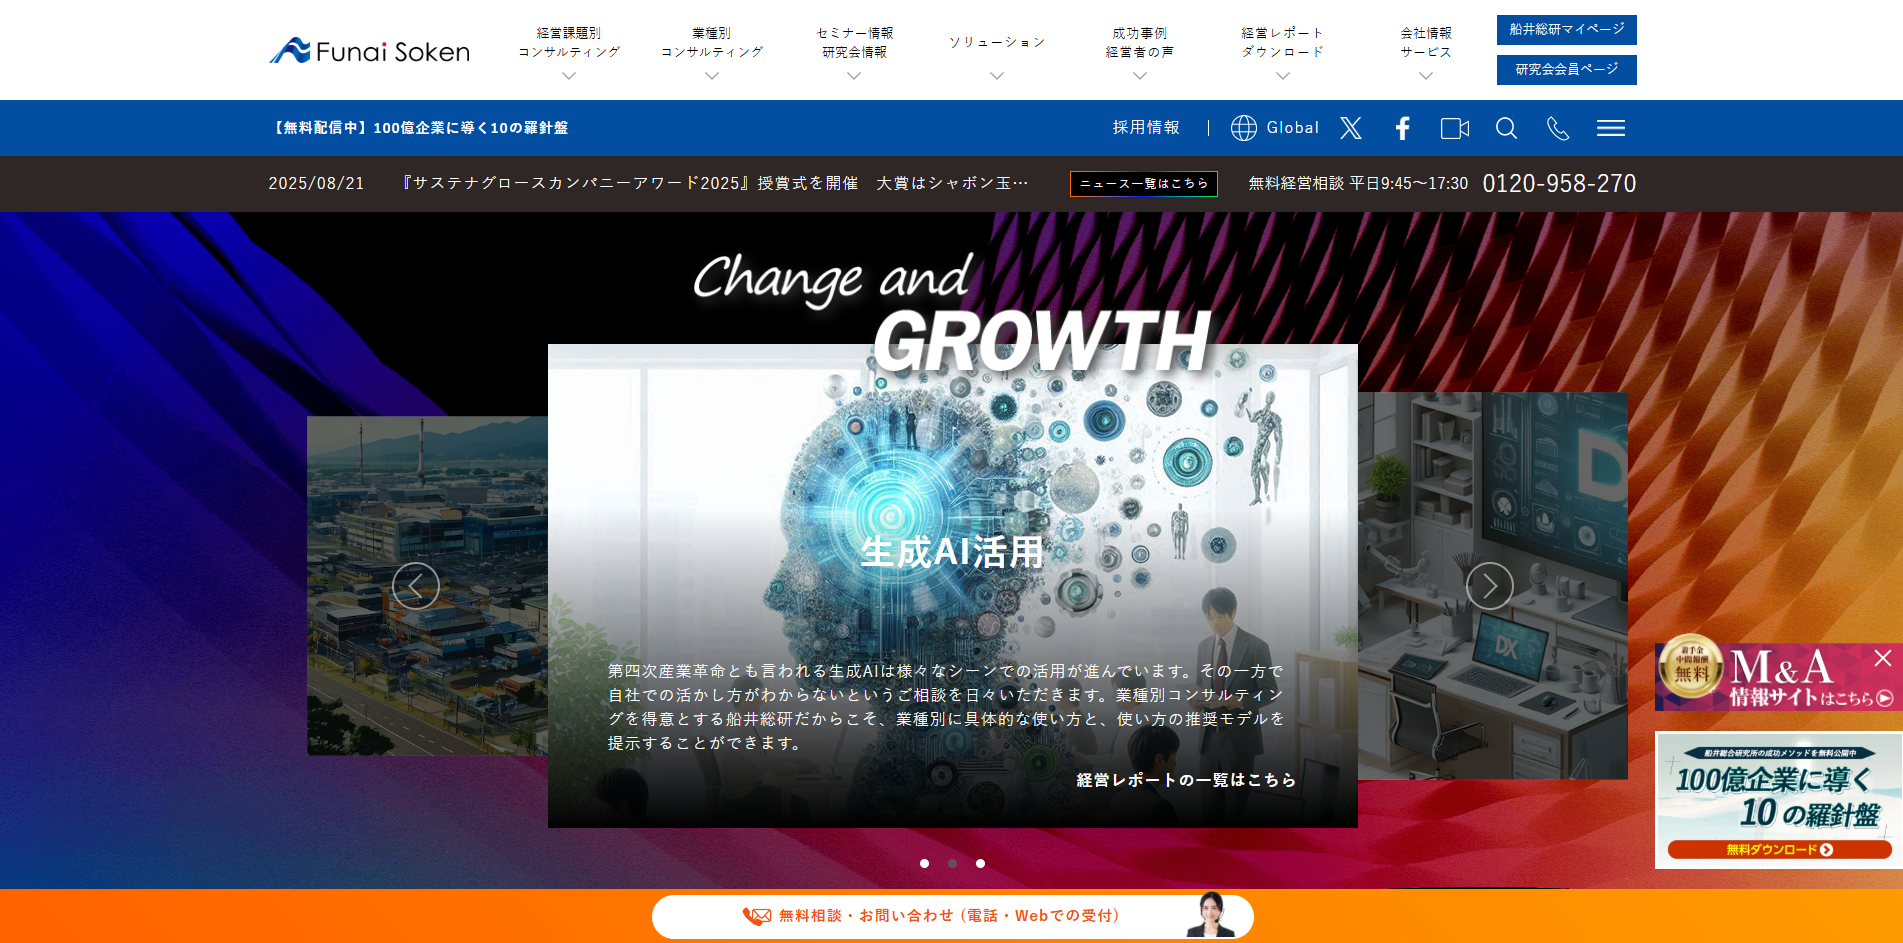 Funai Soken
経営課題別
コンサルティング
業種別
コンサルティング
セミナー情報
研究会情報
ソリューション
成功事例
経営者の声
経営レポート
ダウンロード
会社情報
サービス
船井総研マイページ
研究会会員ページ
【無料配信中】100億企業に導く10の羅針盤
採用情報
Global
2025/08/21 『サステナグロースカンパニーアワード2025』授賞式を開催 大賞はシャボン玉…
ニュース一覧はこちら
無料経営相談 平日9:45〜17:30 0120-958-270
Change and
GROWTH
生成AI活用
第四次産業革命とも言われる生成AIは様々なシーンでの活用が進んでいます。その一方で
自社での活かし方がわからないというご相談を日々いただきます。業種別コンサルティン
グを得意とする船井総研だからこそ、業種別に具体的な使い方と、使い方の推奨モデルを
提示することができます。
経営レポートの一覧はこちら
DX
着手金
中間報酬
無料
M&A
情報サイトはこちら
船井総合研究所の成功メソッドを無料公開中
100億企業に導く
10の羅針盤
無料ダウンロード
無料相談・お問い合わせ (電話・Webでの受付)